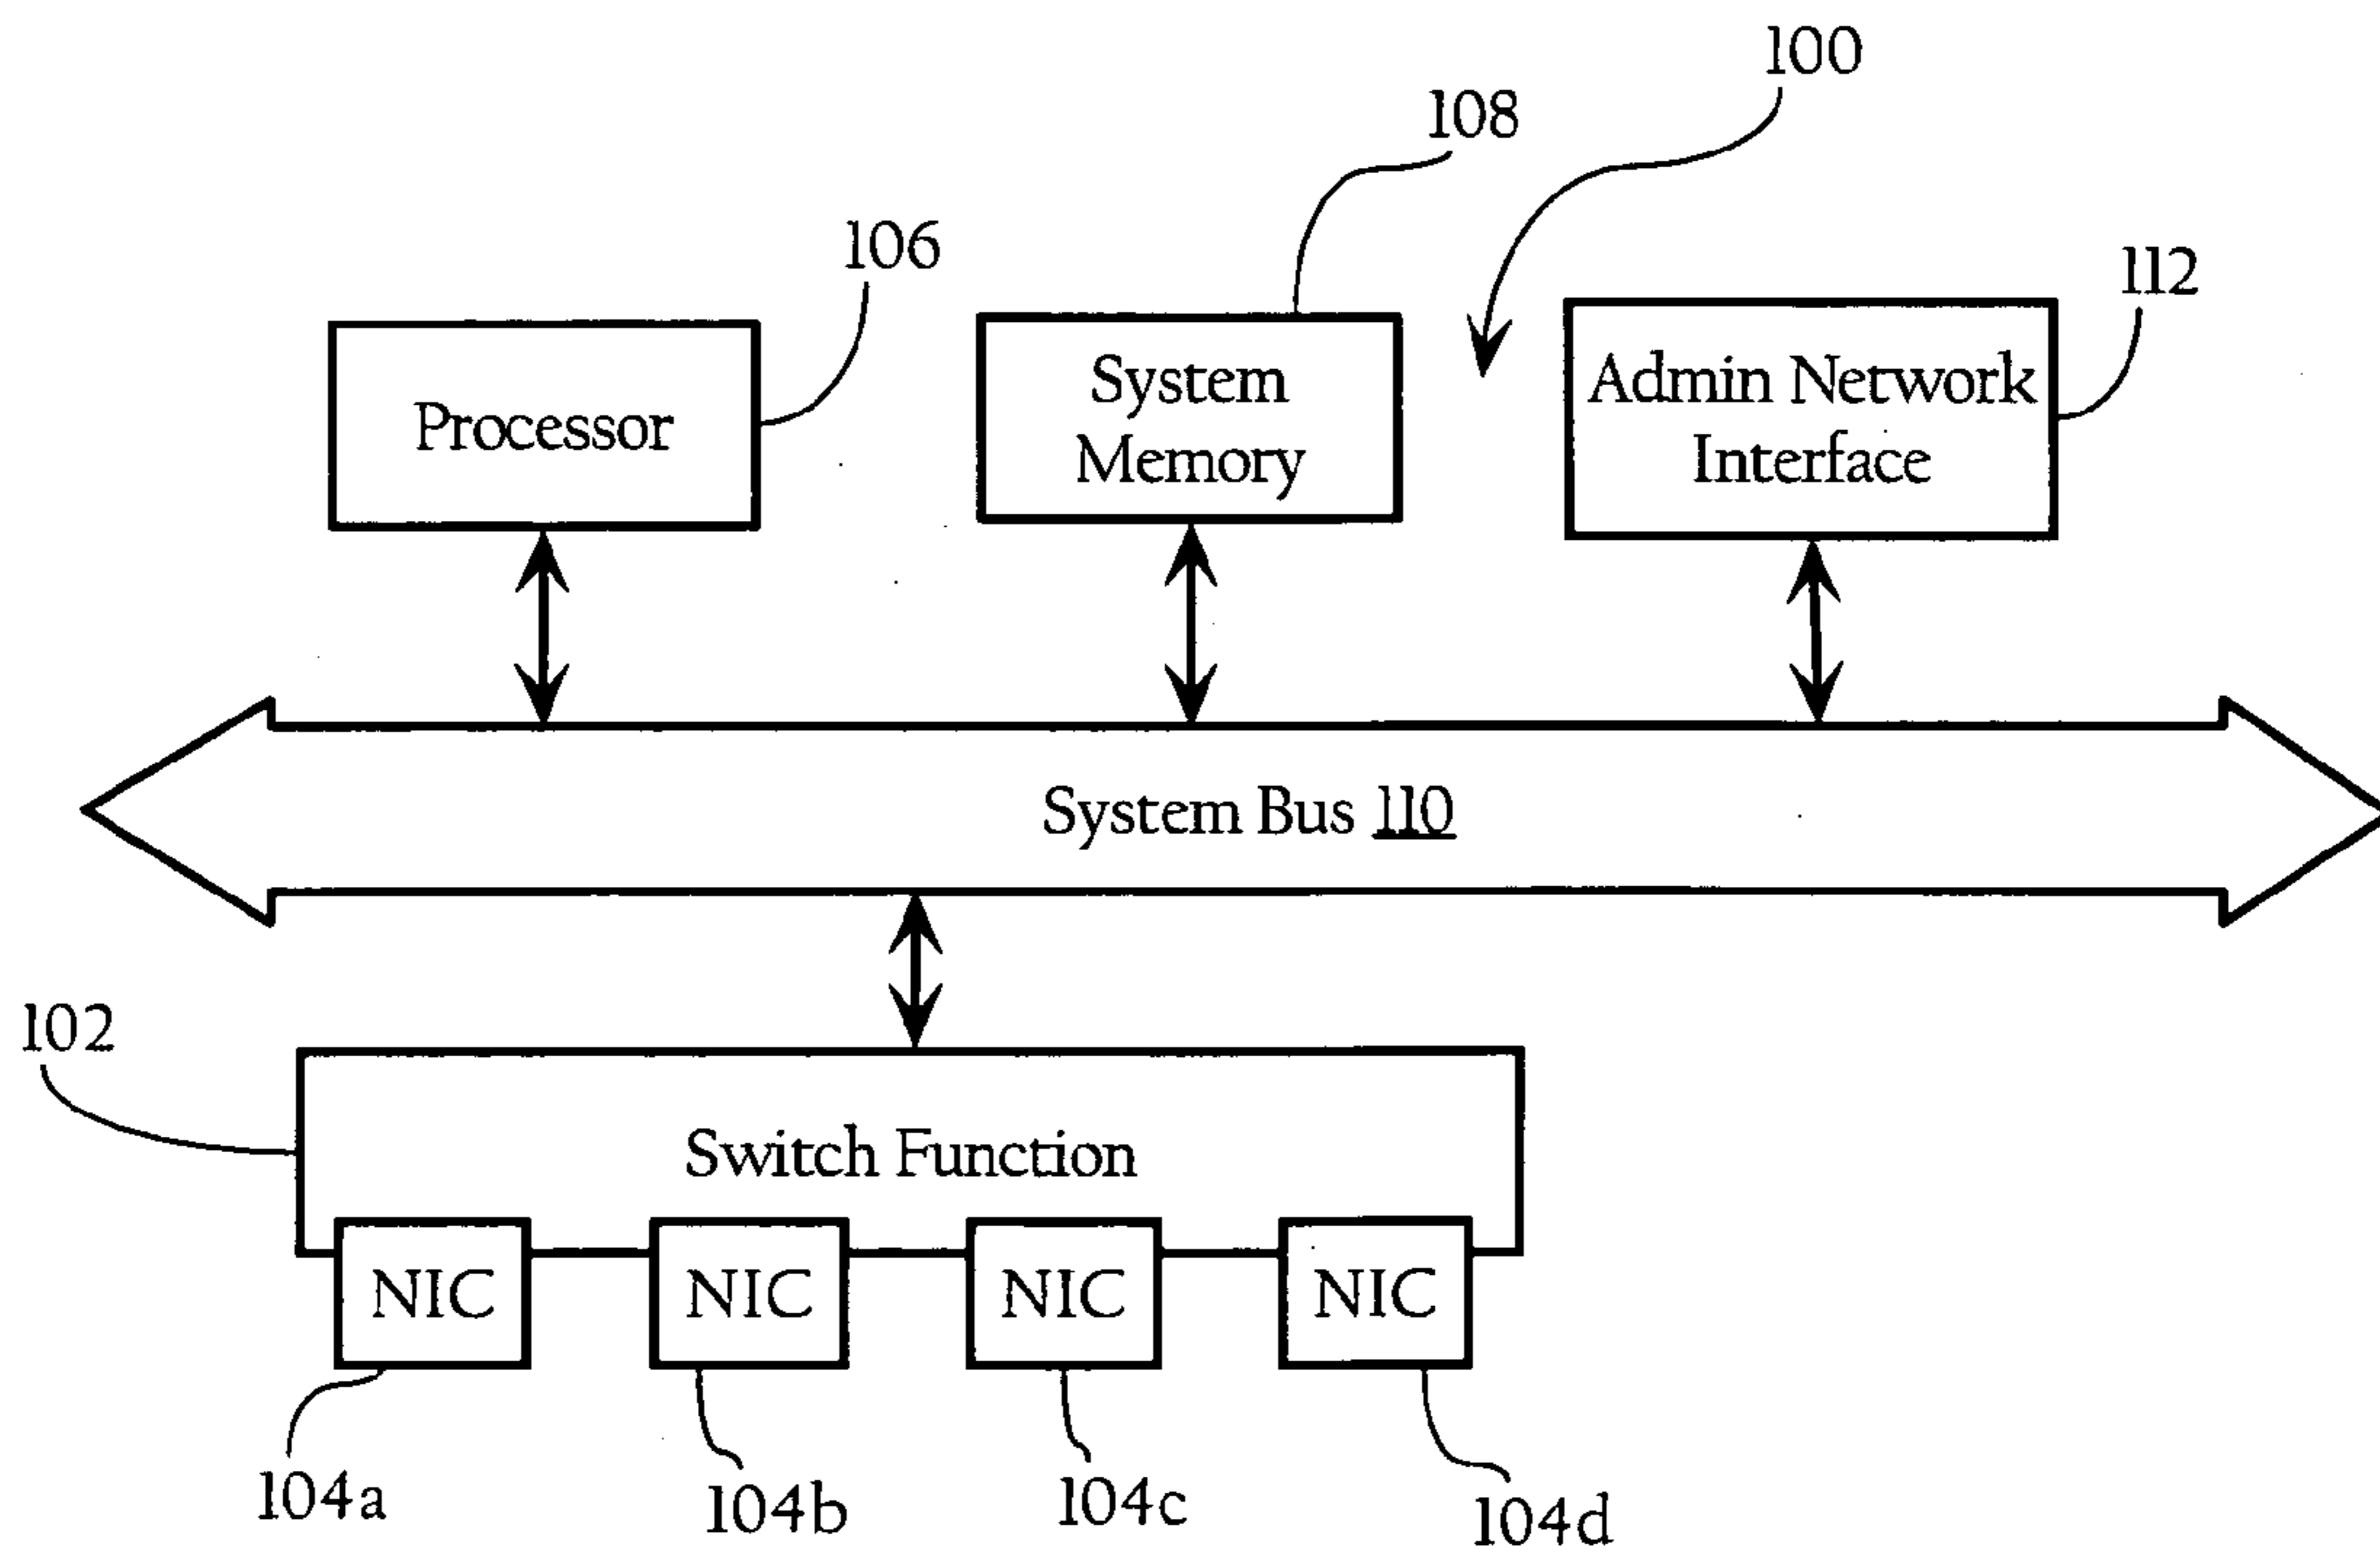 100
108
106
112
Processor
System
Memory
Admin Network
Interface
System Bus 110
102
Switch Function
NIC
NIC
NIC
NIC
104a
104b
104c
104d